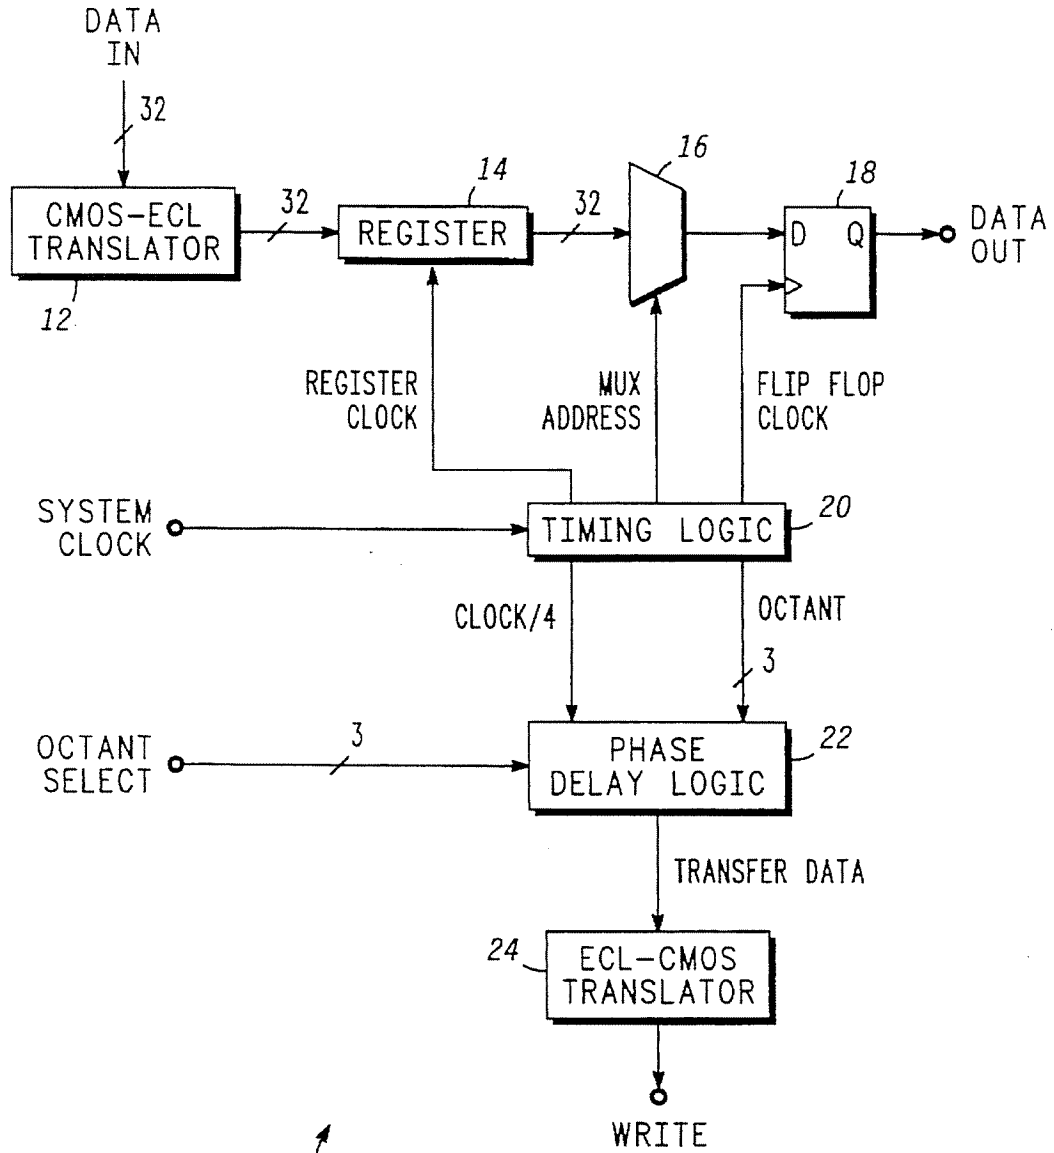 DATA
IN
32
CMOS-ECL
TRANSLATOR
12
32
14
REGISTER
32
16
18
D Q
DATA
OUT
REGISTER
CLOCK
MUX
ADDRESS
FLIP FLOP
CLOCK
SYSTEM
CLOCK
TIMING LOGIC
20
CLOCK/4
OCTANT
3
OCTANT
SELECT
3
PHASE
DELAY LOGIC
22
TRANSFER DATA
24
ECL-CMOS
TRANSLATOR
WRITE